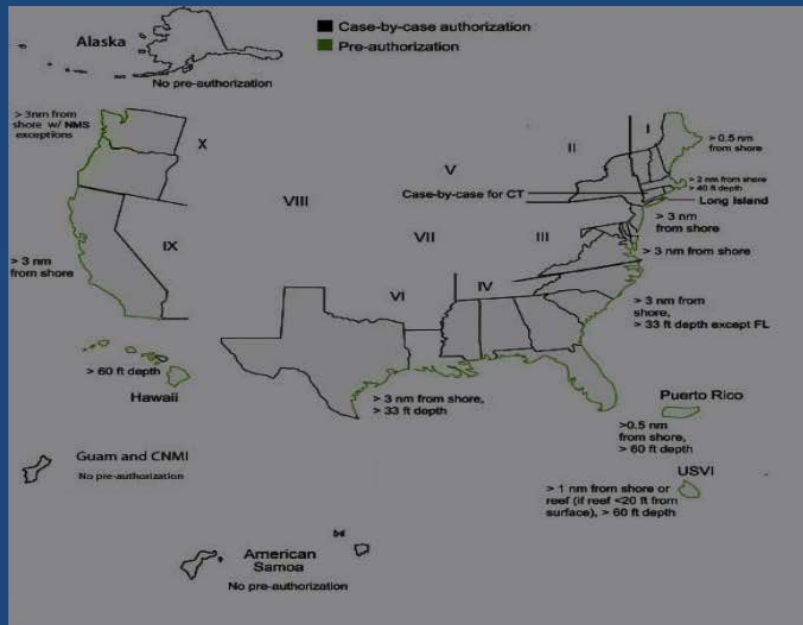 Case-by-case authorization
Pre-authorization
Alaska
No pre-authorization
> 3nm from
shore w/ NMS
exceptions
X
VIII
V
II
I
> 0.5 nm
from shore
> 2 nm from shore
> 40 ft depth
Case-by-case for CT
Long Island
> 3 nm
from shore
IX
VII
III
> 3 nm from shore
> 3 nm
from shore
VI
IV
> 3 nm from
shore,
> 33 ft depth except FL
> 60 ft depth
Hawaii
> 3 nm from shore,
> 33 ft depth
Puerto Rico
>0.5 nm
from shore,
> 60 ft depth
Guam and CNMI
No pre-authorization
USVI
> 1 nm from shore or
reef (if reef <20 ft from
surface), > 60 ft depth
American
Samoa
No pre-authorization